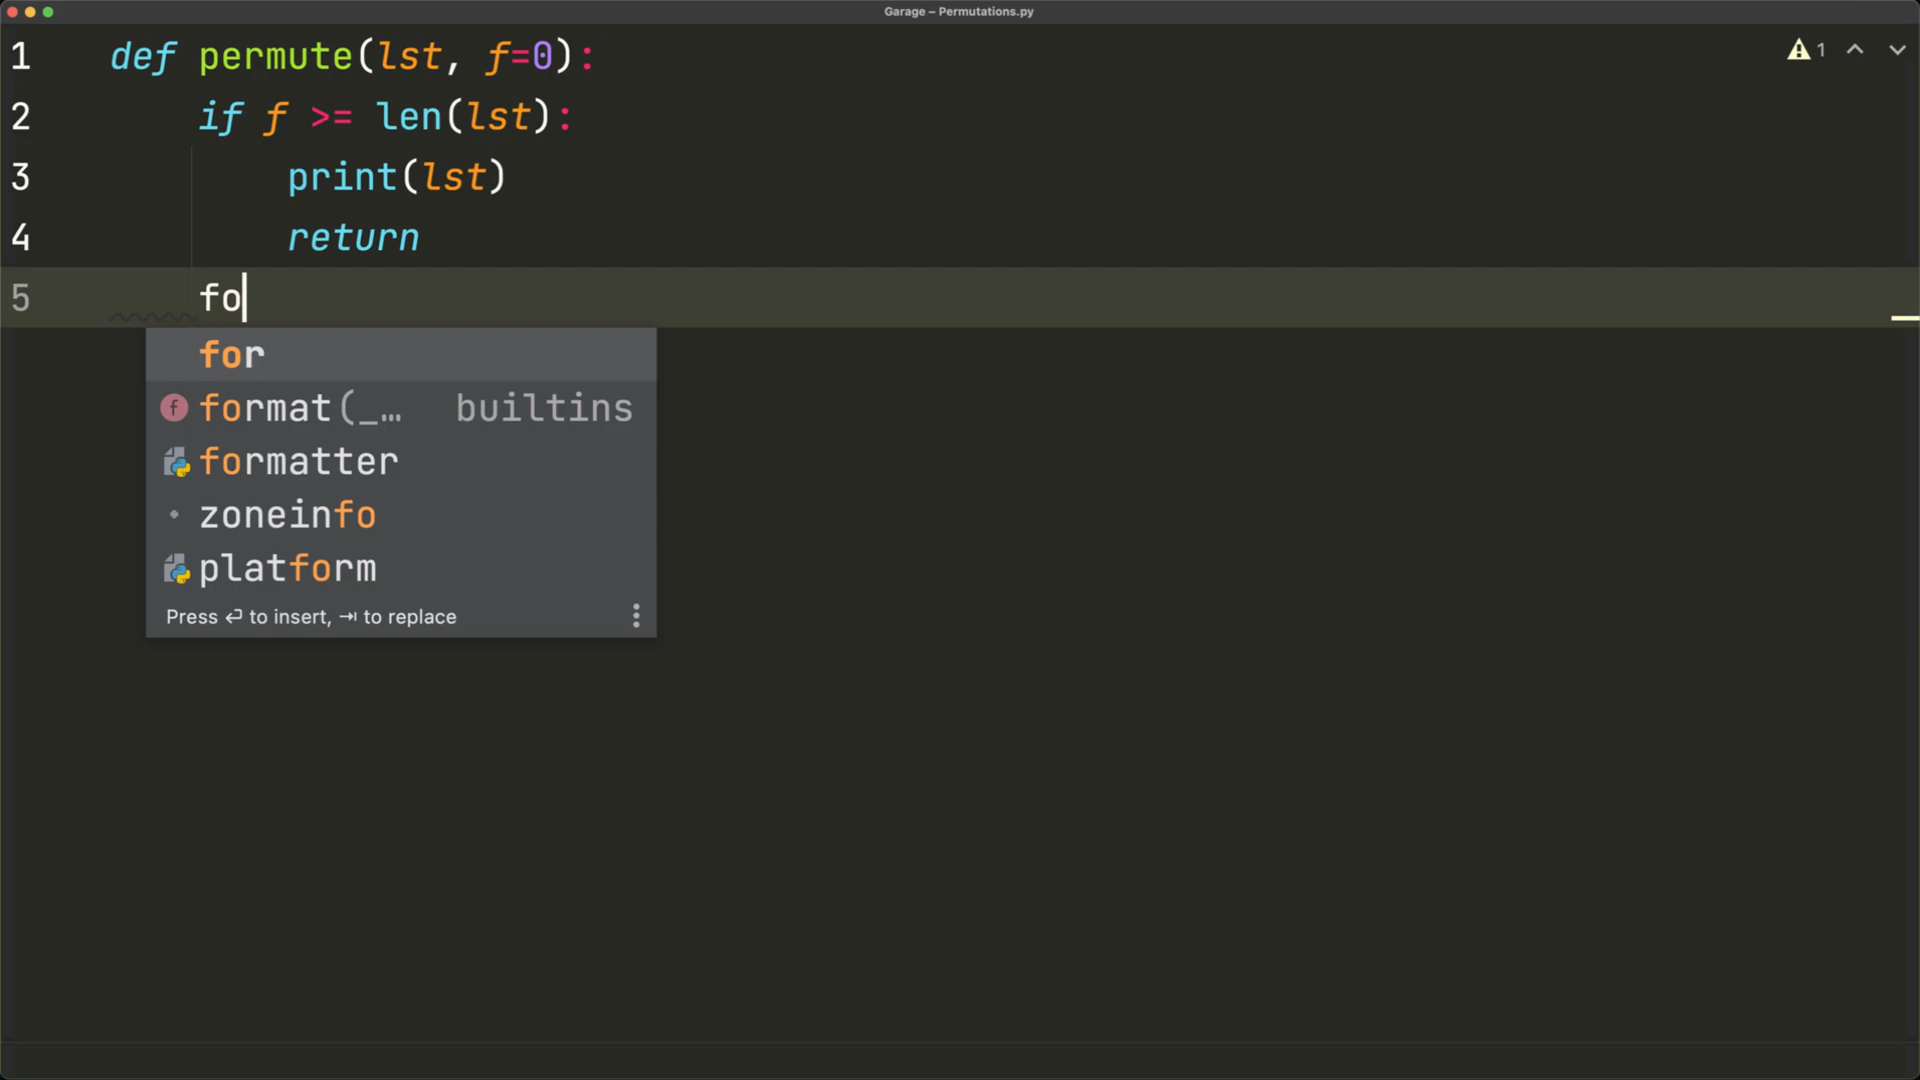 Garage – Permutations.py
1 def permute(lst, f=0):
⚠ 1
2 if f >= len(lst):
3 print(lst)
4 return
5 fo
for
f format(_… builtins
formatter
zoneinfo
platform
Press ↵ to insert, ⇥ to replace